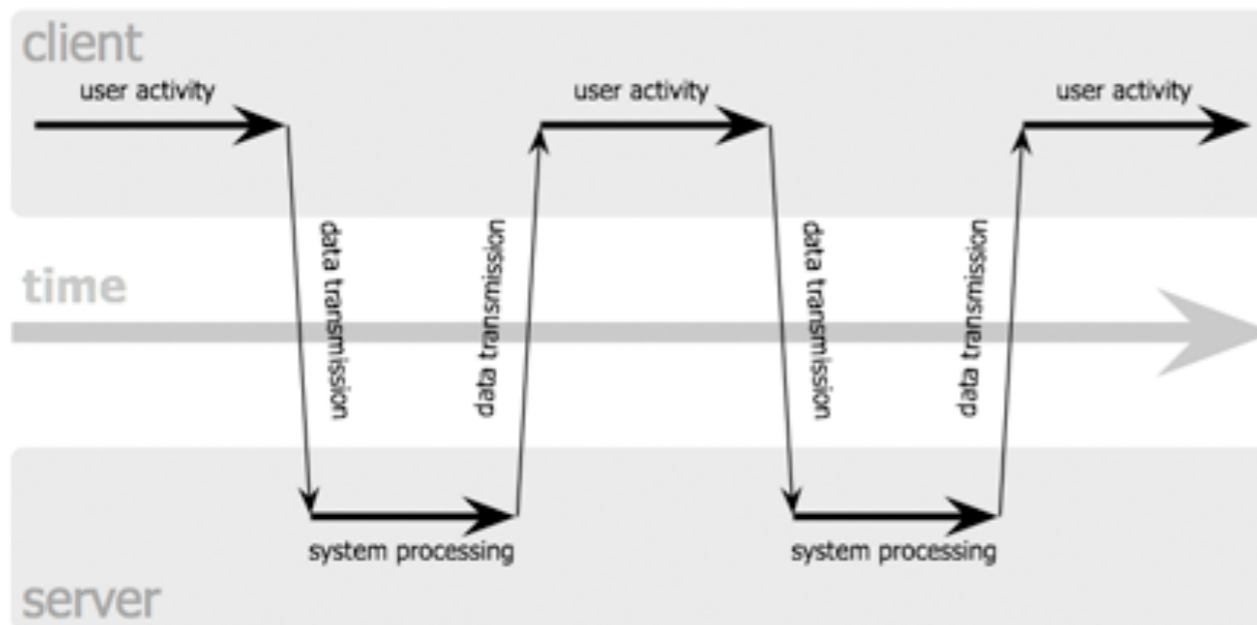 client
user activity
user activity
user activity
time
data transmission
data transmission
data transmission
data transmission
system processing
system processing
server